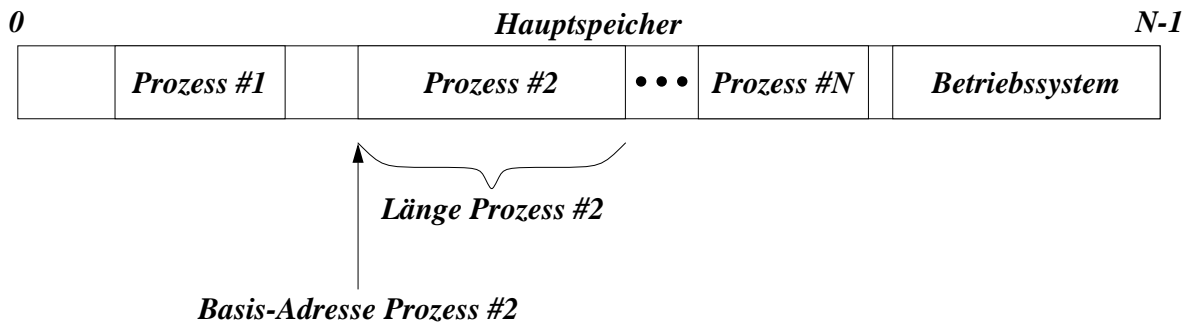 0 Hauptspeicher N-1
Prozess #1 Prozess #2 ••• Prozess #N Betriebssystem
Länge Prozess #2
Basis-Adresse Prozess #2